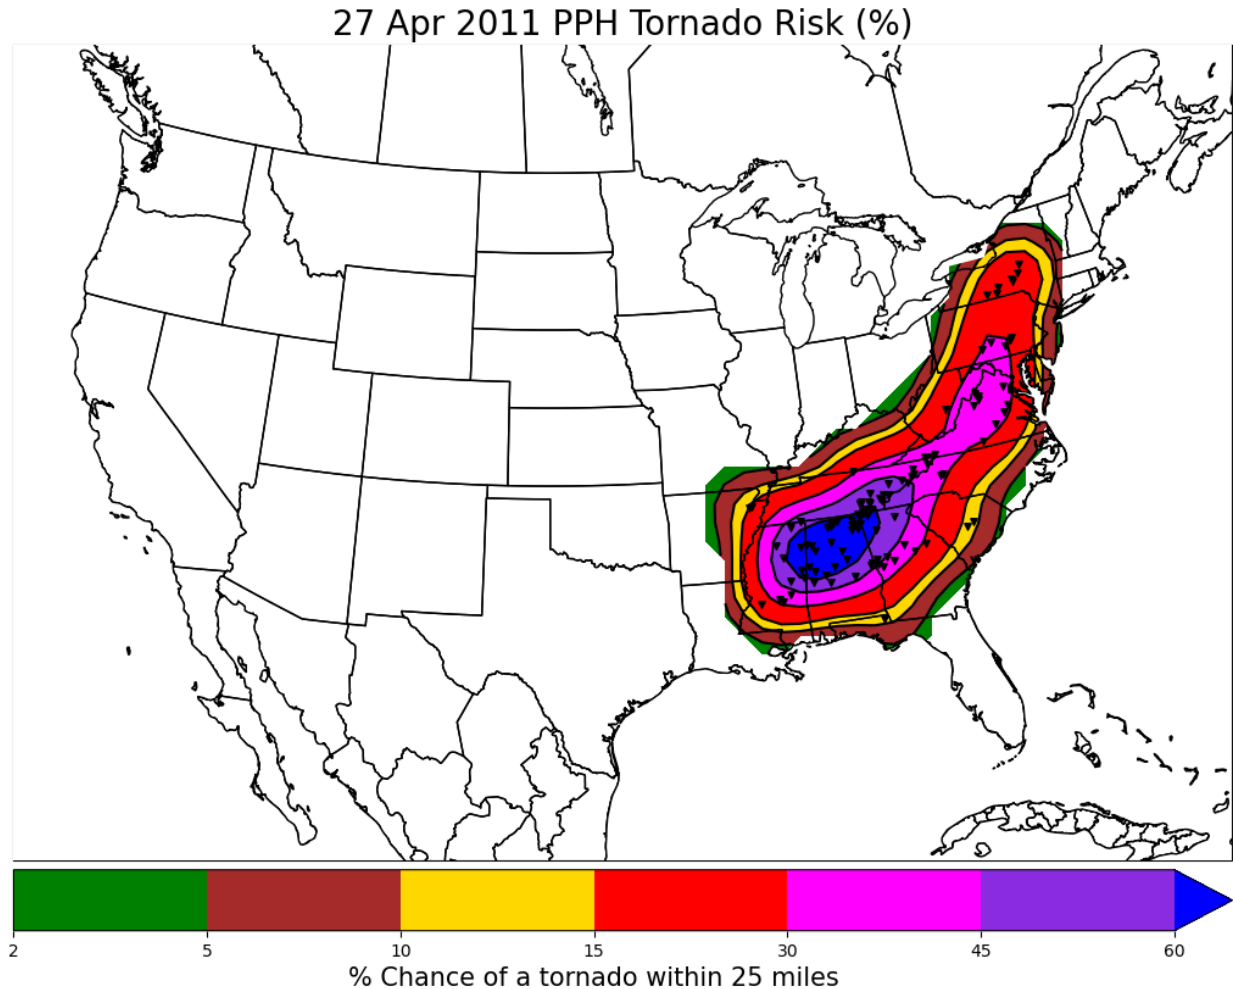 27 Apr 2011 PPH Tornado Risk (%)
2 5 10 15 30 45 60
% Chance of a tornado within 25 miles